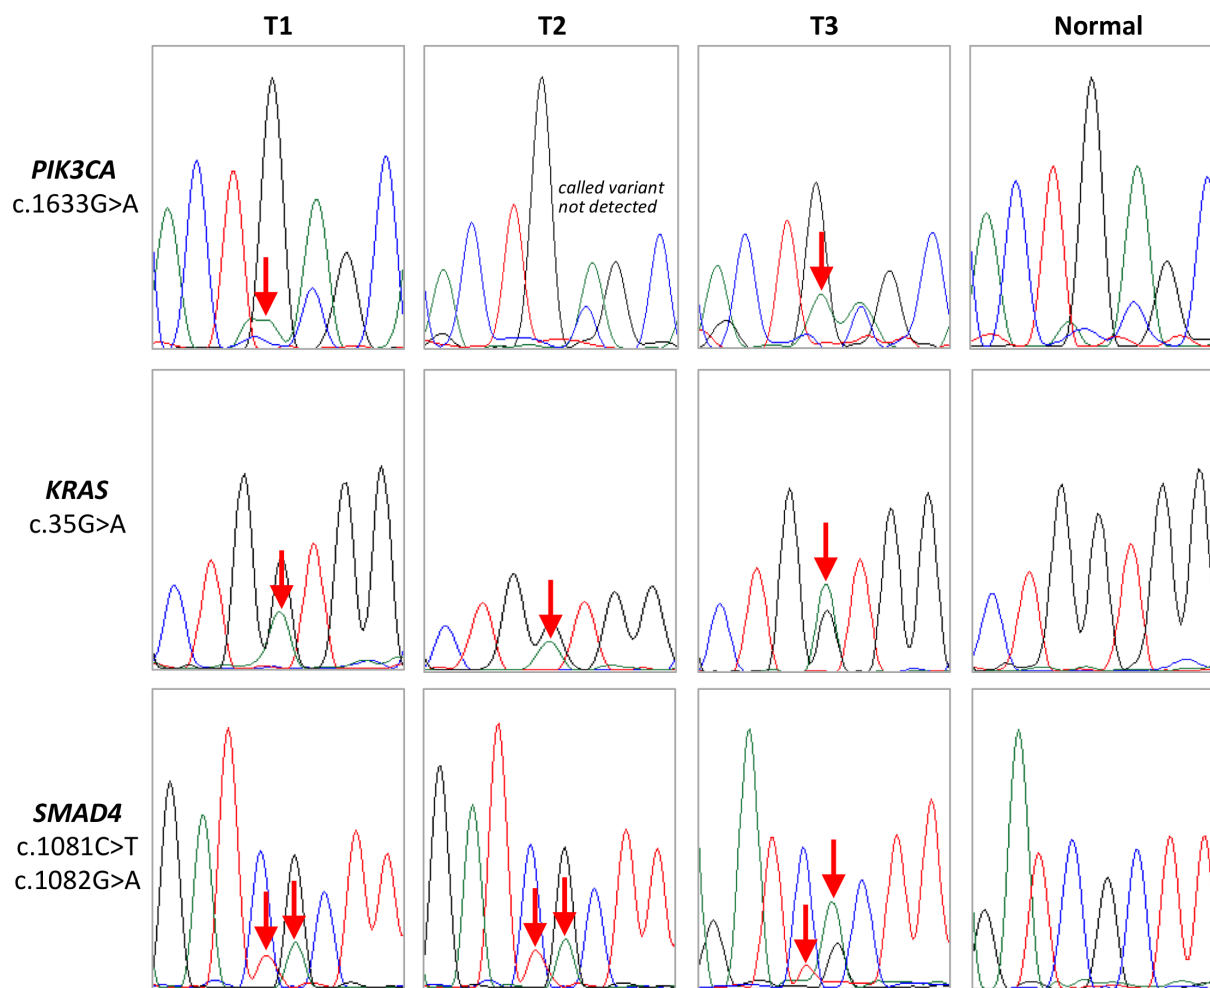 T1
T2
T3
Normal
PIK3CA
c.1633G>A
called variant
not detected
KRAS
c.35G>A
SMAD4
c.1081C>T
c.1082G>A